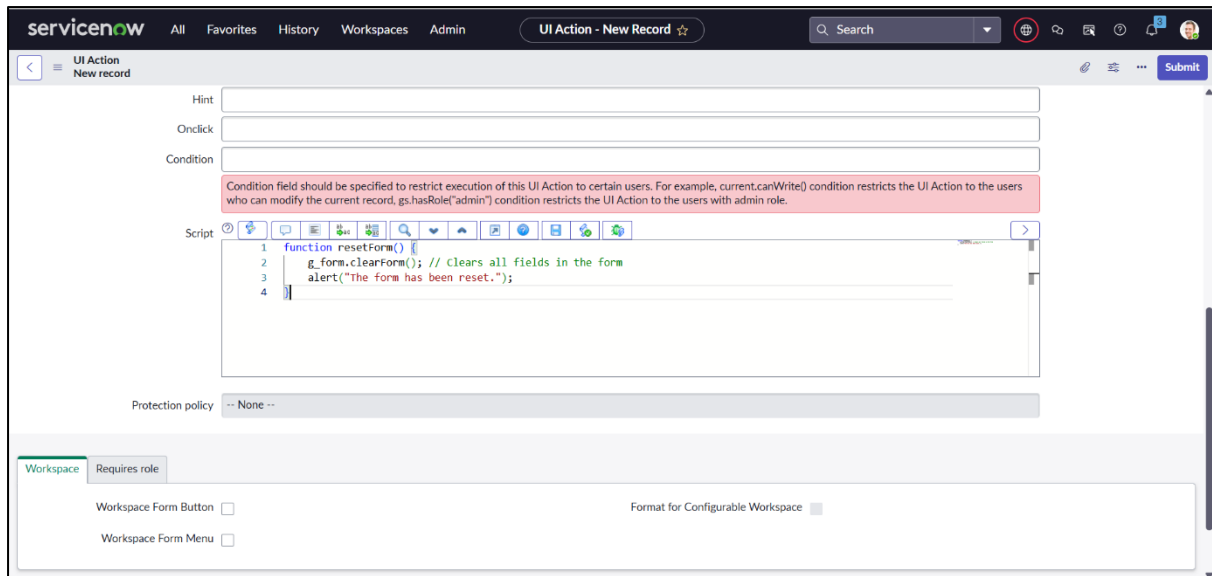 servicenow All Favorites History Workspaces Admin UI Action - New Record Search 3
UI Action
New record
Submit
Hint
Onclick
Condition
Condition field should be specified to restrict execution of this UI Action to certain users. For example, current.canWrite() condition restricts the UI Action to the users
who can modify the current record, gs.hasRole("admin") condition restricts the UI Action to the users with admin role.
Script
1 function resetForm() {
2 g_form.clearForm(); // Clears all fields in the form
3 alert("The form has been reset.");
4 }
Protection policy -- None --
Workspace Requires role
Workspace Form Button Format for Configurable Workspace
Workspace Form Menu